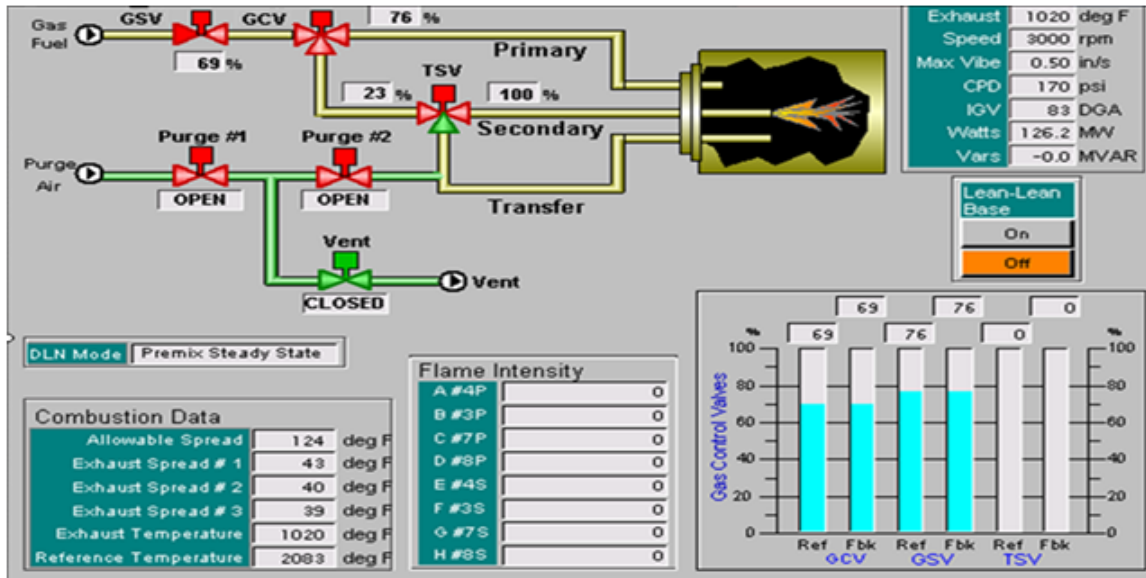 Gas Fuel
GSV
GCV
76 %
69 %
Primary
TSV
23 %
100 %
Secondary
Purge #1
Purge #2
Purge Air
OPEN
OPEN
Transfer
Vent
CLOSED
Vent
Exhaust 1020 deg F
Speed 3000 rpm
Max Vibe 0.50 in/s
CPD 170 psi
IGV 83 DGA
Watts 126.2 MW
Vars -0.0 MVAR
Lean-Lean
Base
On
Off
DLN Mode Premix Steady State
Combustion Data
Allowable Spread 124 deg F
Exhaust Spread # 1 43 deg F
Exhaust Spread # 2 40 deg F
Exhaust Spread # 3 39 deg F
Exhaust Temperature 1020 deg F
Reference Temperature 2083 deg F
Flame Intensity
A #4P 0
B #3P 0
C #7P 0
D #8P 0
E #4S 0
F #3S 0
G #7S 0
H #8S 0
69 76 0
% 69 76 0 %
100 100
80 80
60 60
40 40
20 20
0 0
Gas Control Valves
Ref Fbk Ref Fbk Ref Fbk
GCV GSV TSV